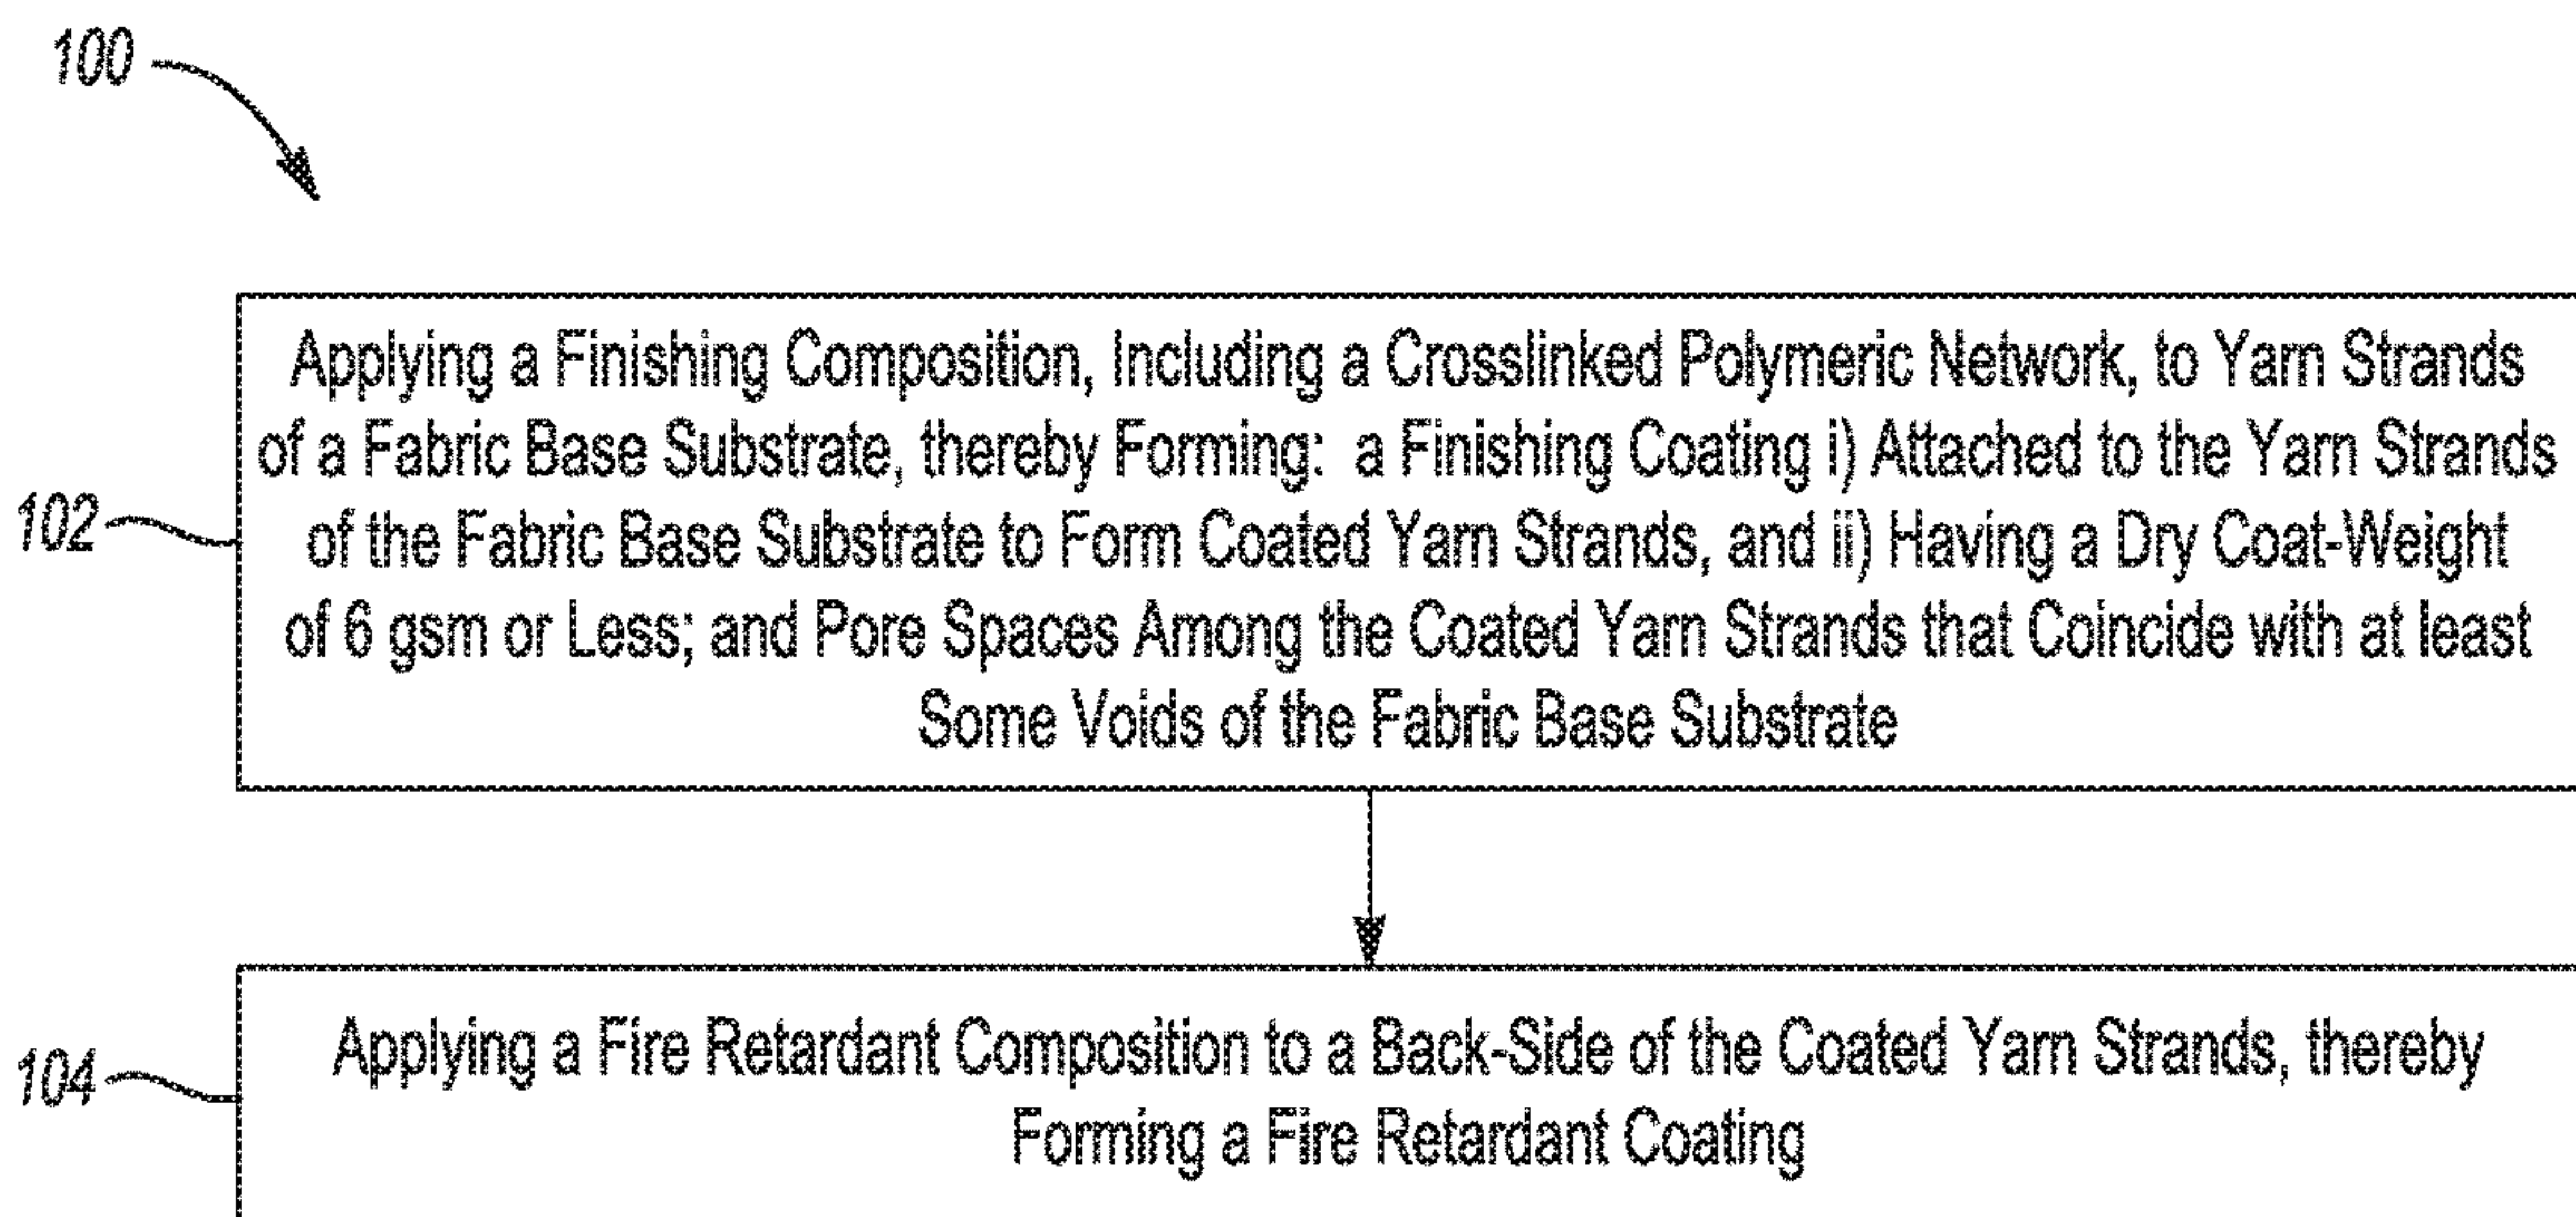 100
Applying a Finishing Composition, Including a Crosslinked Polymeric Network, to Yarn Strands
of a Fabric Base Substrate, thereby Forming: a Finishing Coating i) Attached to the Yarn Strands
102
of the Fabric Base Substrate to Form Coated Yarn Strands, and ii) Having a Dry Coat-Weight
of 6 gsm or Less; and Pore Spaces Among the Coated Yarn Strands that Coincide with at least
Some Voids of the Fabric Base Substrate
104
Applying a Fire Retardant Composition to a Back-Side of the Coated Yarn Strands, thereby
Forming a Fire Retardant Coating